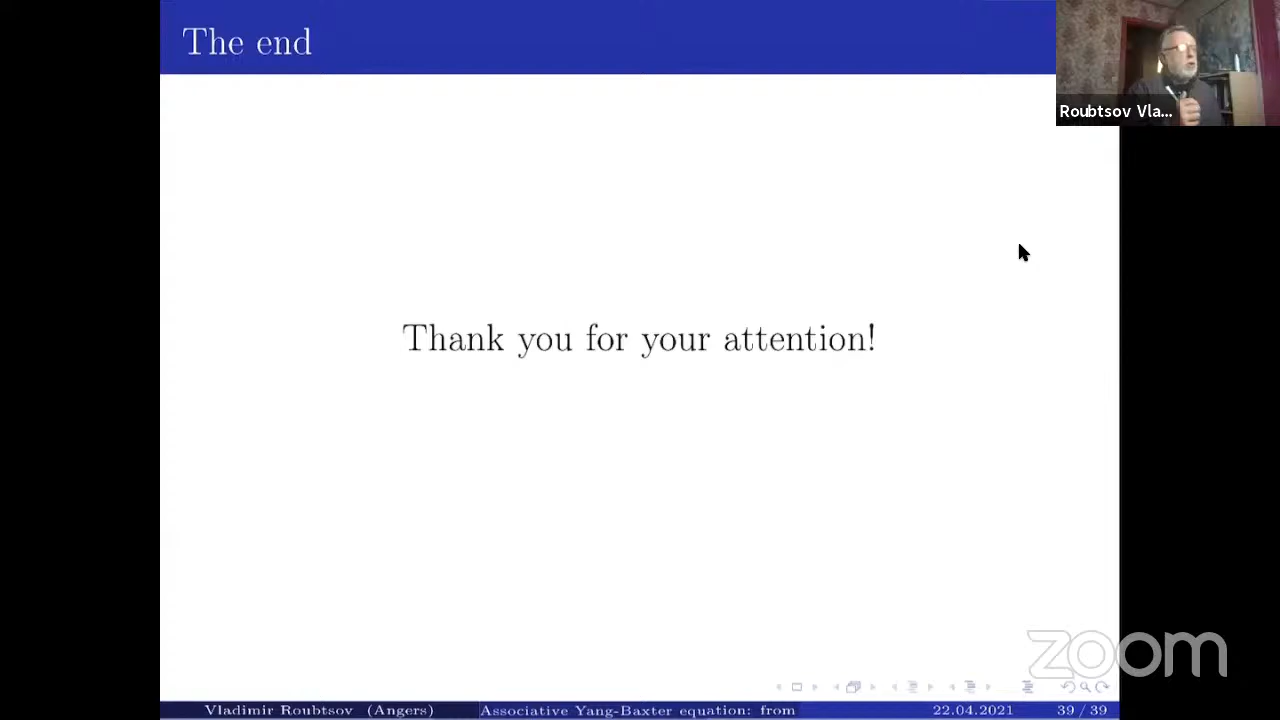 The end
Roubtsov Vla...
Thank you for your attention!
zoom
Vladimir Roubtsov (Angers) Associative Yang-Baxter equation: from 22.04.2021 39 / 39